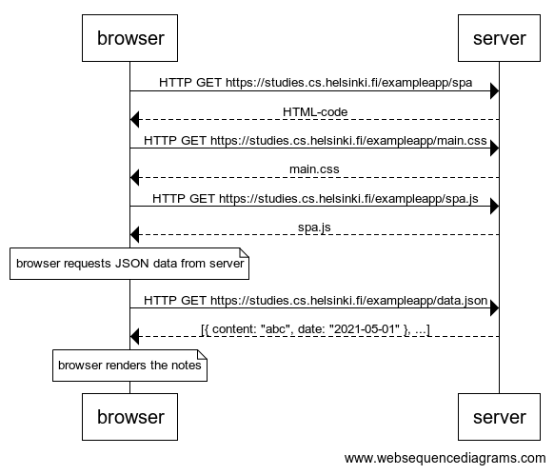 browser server
HTTP GET https://studies.cs.helsinki.fi/exampleapp/spa
HTML-code
HTTP GET https://studies.cs.helsinki.fi/exampleapp/main.css
main.css
HTTP GET https://studies.cs.helsinki.fi/exampleapp/spa.js
spa.js
browser requests JSON data from server
HTTP GET https://studies.cs.helsinki.fi/exampleapp/data.json
[{ content: "abc", date: "2021-05-01" }, ...]
browser renders the notes
browser server
www.websequencediagrams.com